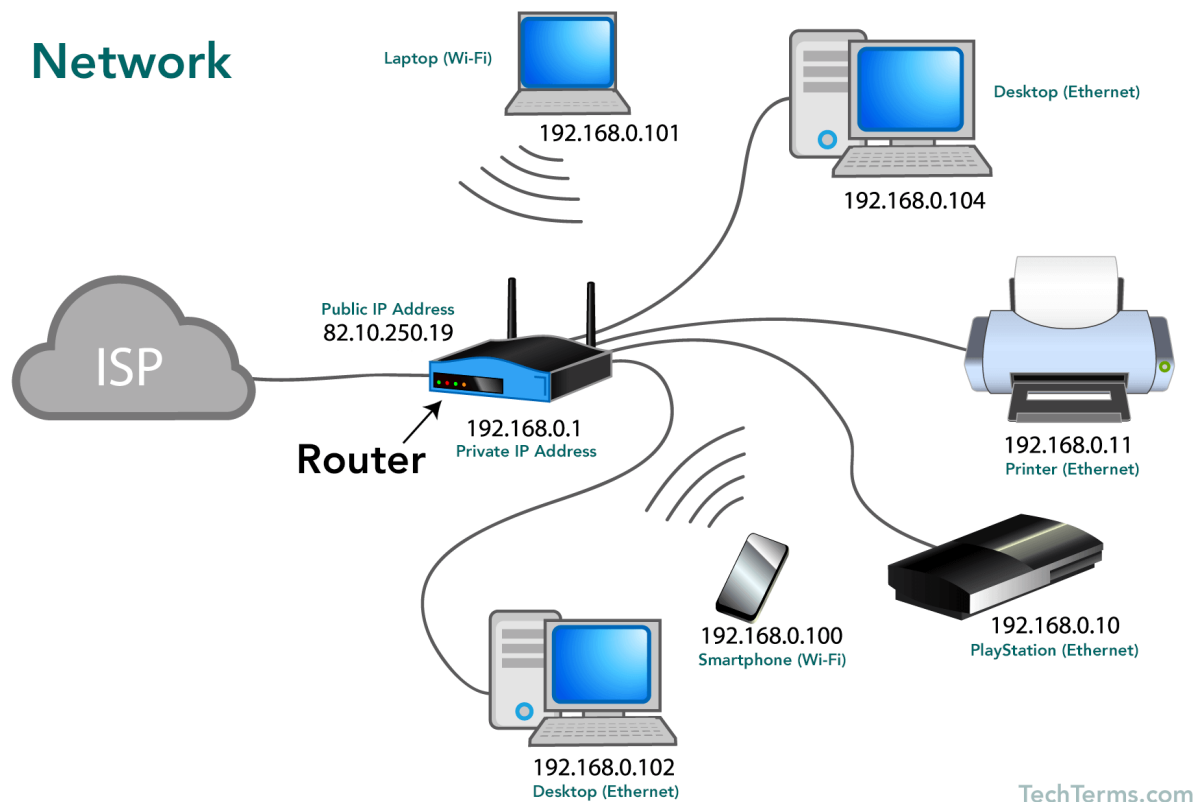 Network
Laptop (Wi-Fi)
192.168.0.101
Desktop (Ethernet)
192.168.0.104
Public IP Address
82.10.250.19
ISP
Router
192.168.0.1
Private IP Address
192.168.0.11
Printer (Ethernet)
192.168.0.10
PlayStation (Ethernet)
192.168.0.100
Smartphone (Wi-Fi)
192.168.0.102
Desktop (Ethernet)
TechTerms.com